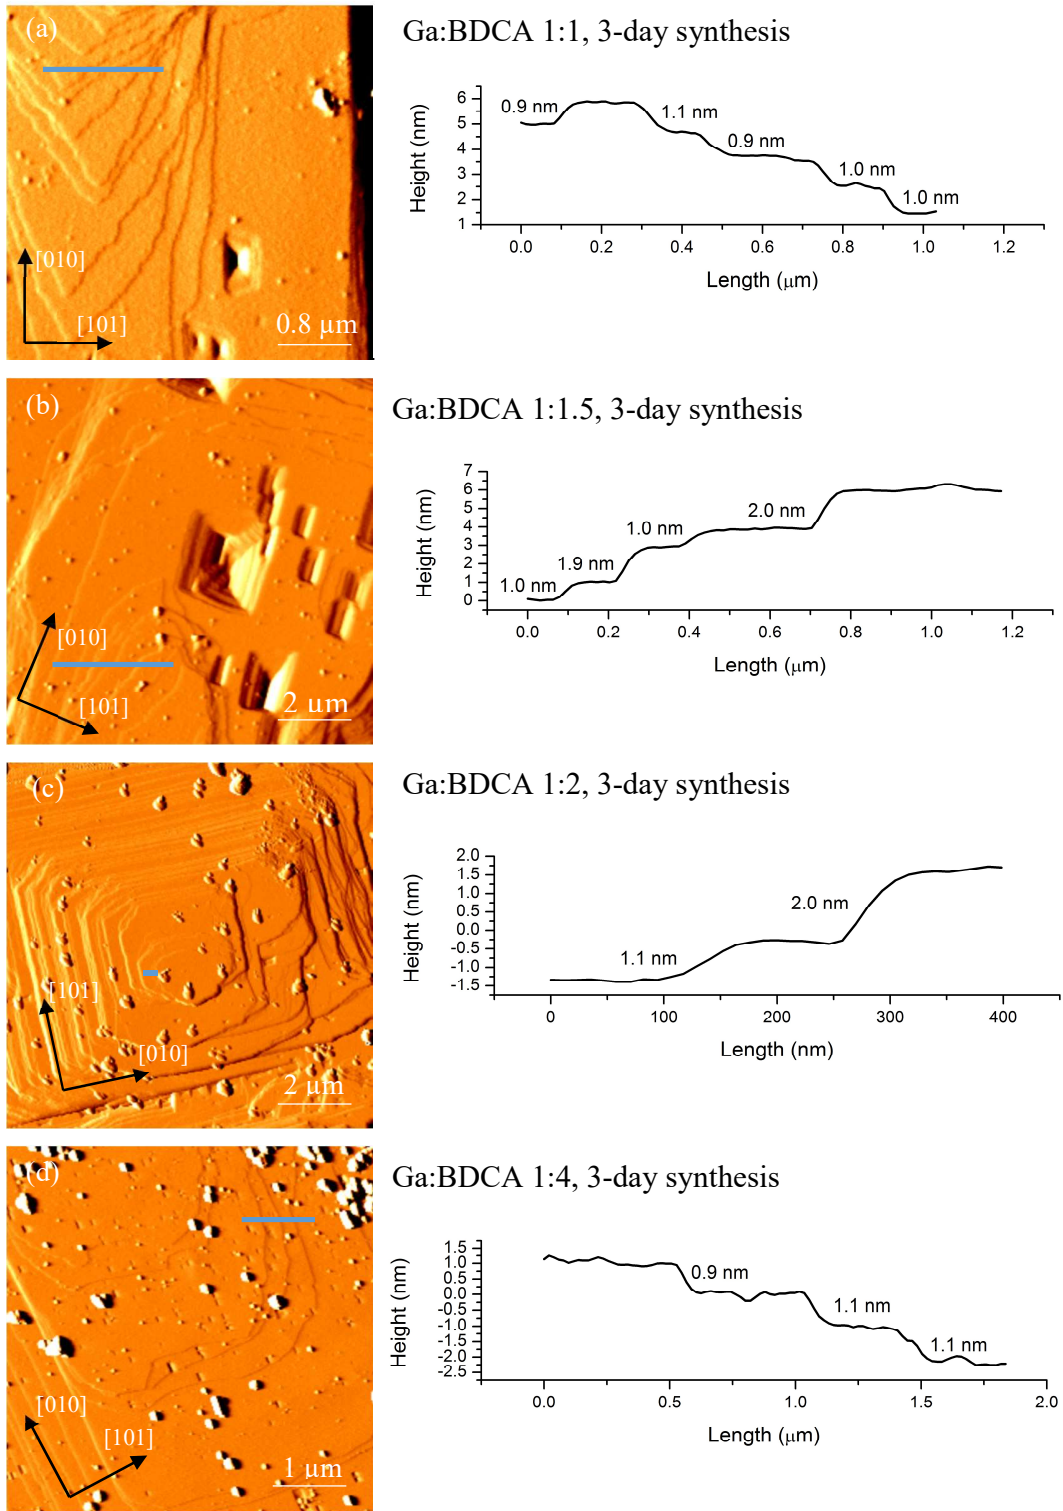 (a)
Ga:BDCA 1:1, 3-day synthesis
6
5
4
3
2
1
Height (nm)
0.9 nm
1.1 nm
0.9 nm
1.0 nm
1.0 nm
0.0 0.2 0.4 0.6 0.8 1.0 1.2
Length (μm)
[010]
[101]
0.8 μm
(b)
Ga:BDCA 1:1.5, 3-day synthesis
7
6
5
4
3
2
1
0
Height (nm)
1.0 nm
1.9 nm
1.0 nm
2.0 nm
0.0 0.2 0.4 0.6 0.8 1.0 1.2
Length (μm)
[010]
[101]
2 μm
(c)
Ga:BDCA 1:2, 3-day synthesis
2.0
1.5
1.0
0.5
0.0
-0.5
-1.0
-1.5
Height (nm)
1.1 nm
2.0 nm
0 100 200 300 400
Length (nm)
[101]
[010]
2 μm
(d)
Ga:BDCA 1:4, 3-day synthesis
1.5
1.0
0.5
0.0
-0.5
-1.0
-1.5
-2.0
-2.5
Height (nm)
0.9 nm
1.1 nm
1.1 nm
0.0 0.5 1.0 1.5 2.0
Length (μm)
[010]
[101]
1 μm